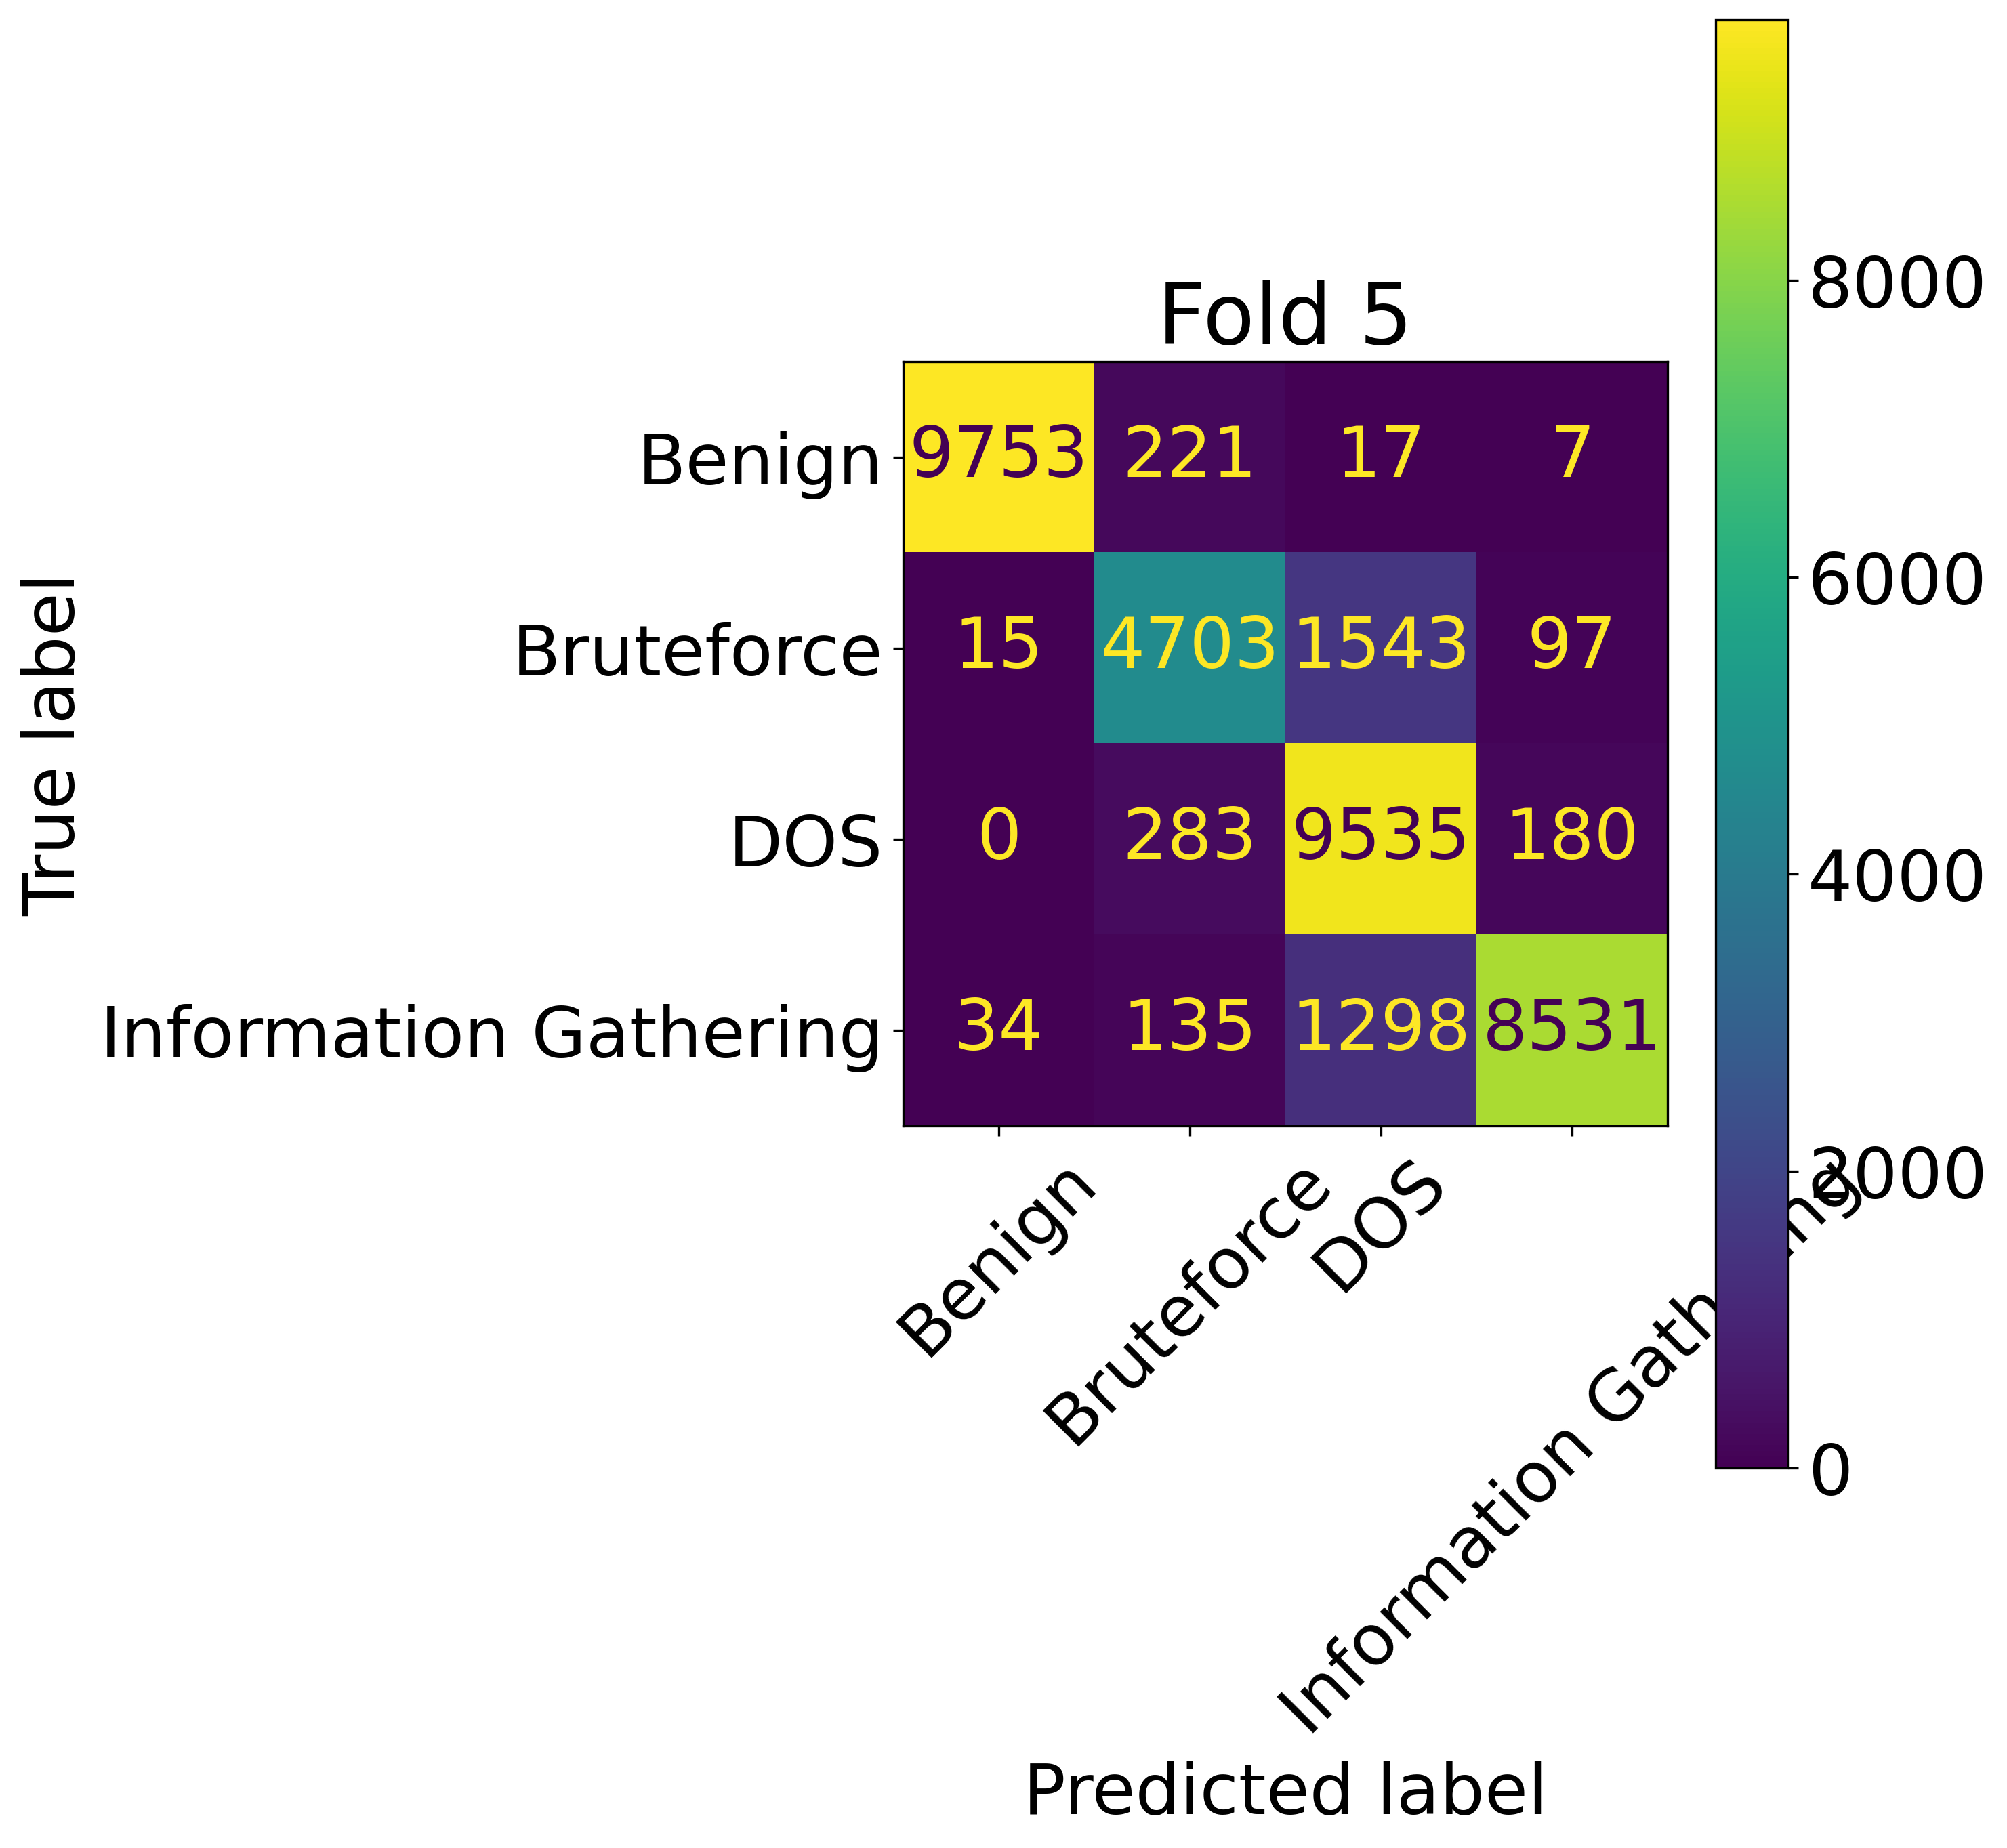 Fold 5
True label
Benign 9753 221 17 7
Bruteforce 15 4703 1543 97
DOS 0 283 9535 180
Information Gathering 34 135 1298 8531
Benign
Bruteforce
DOS
Information Gath ng
Predicted label
8000
6000
4000
2000
0